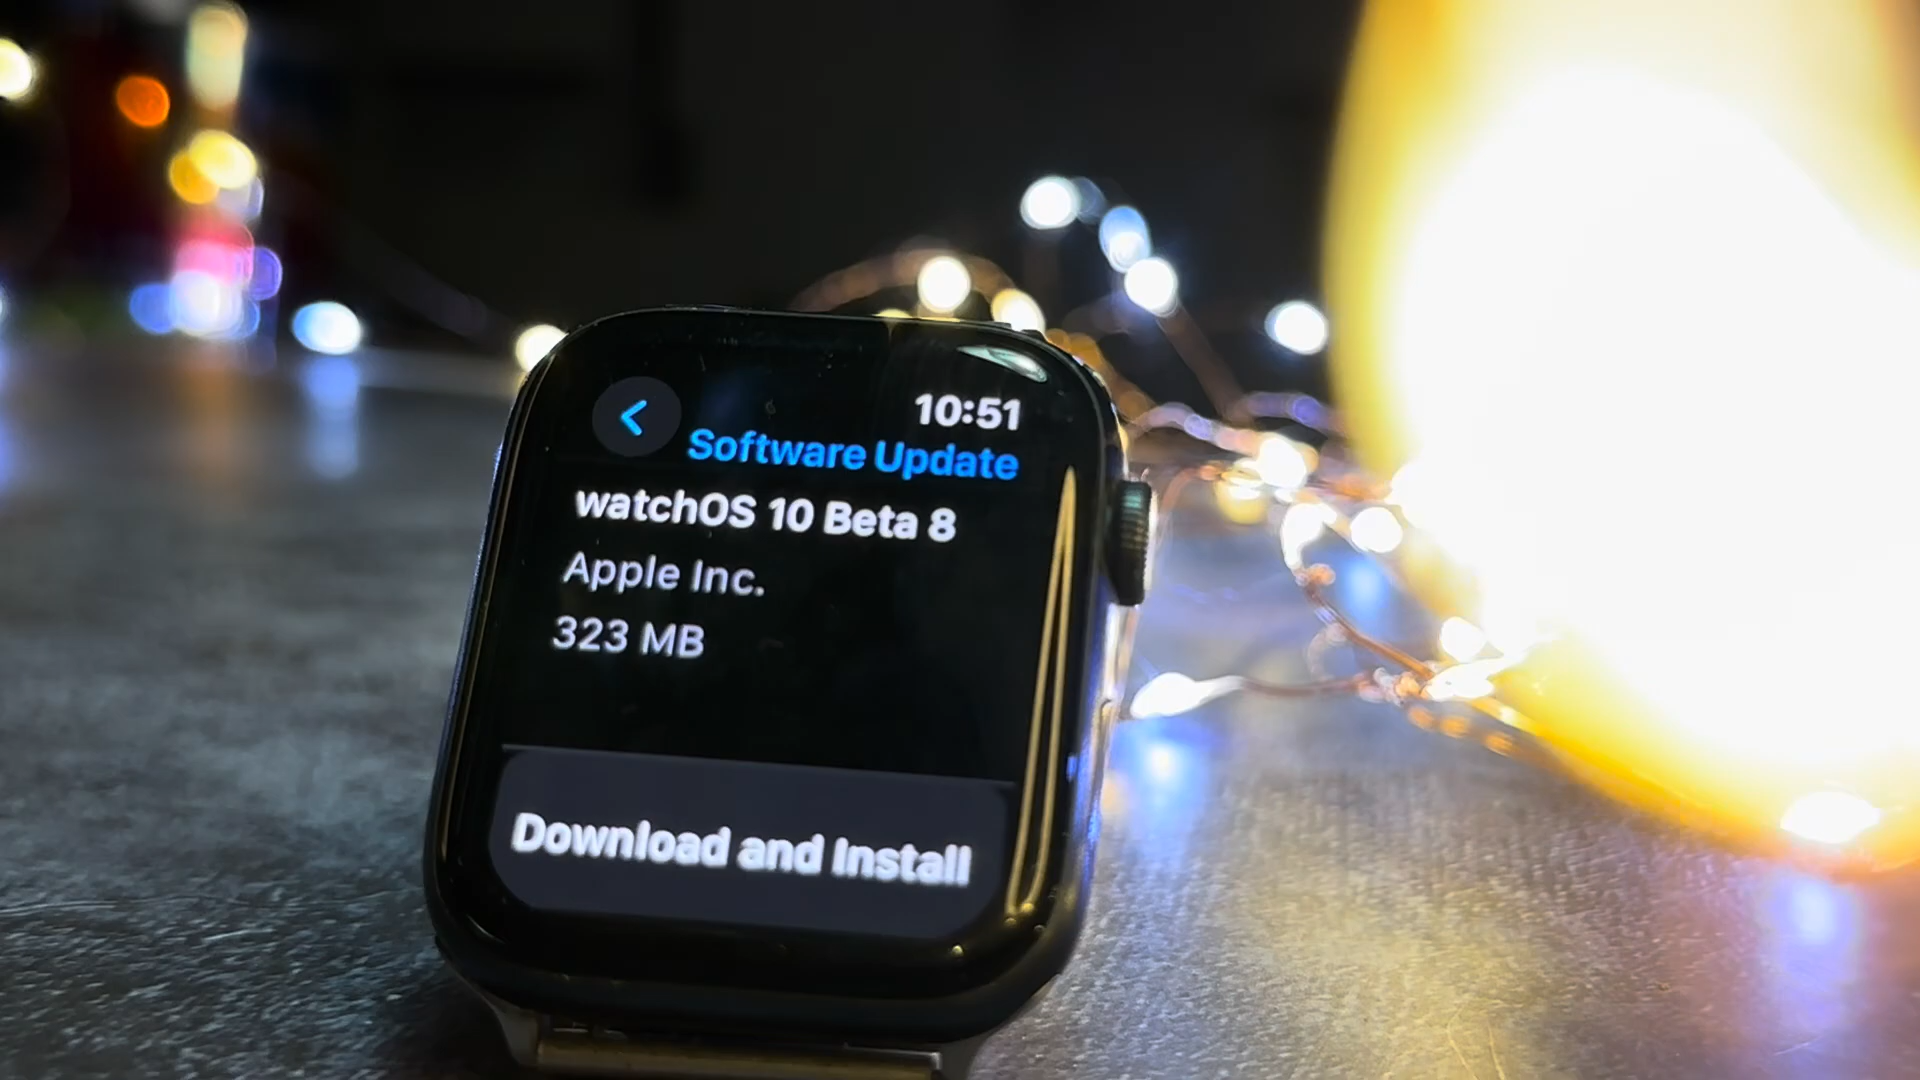 10:51
Software Update
watchOS 10 Beta 8
Apple Inc.
323 MB
Download and Install